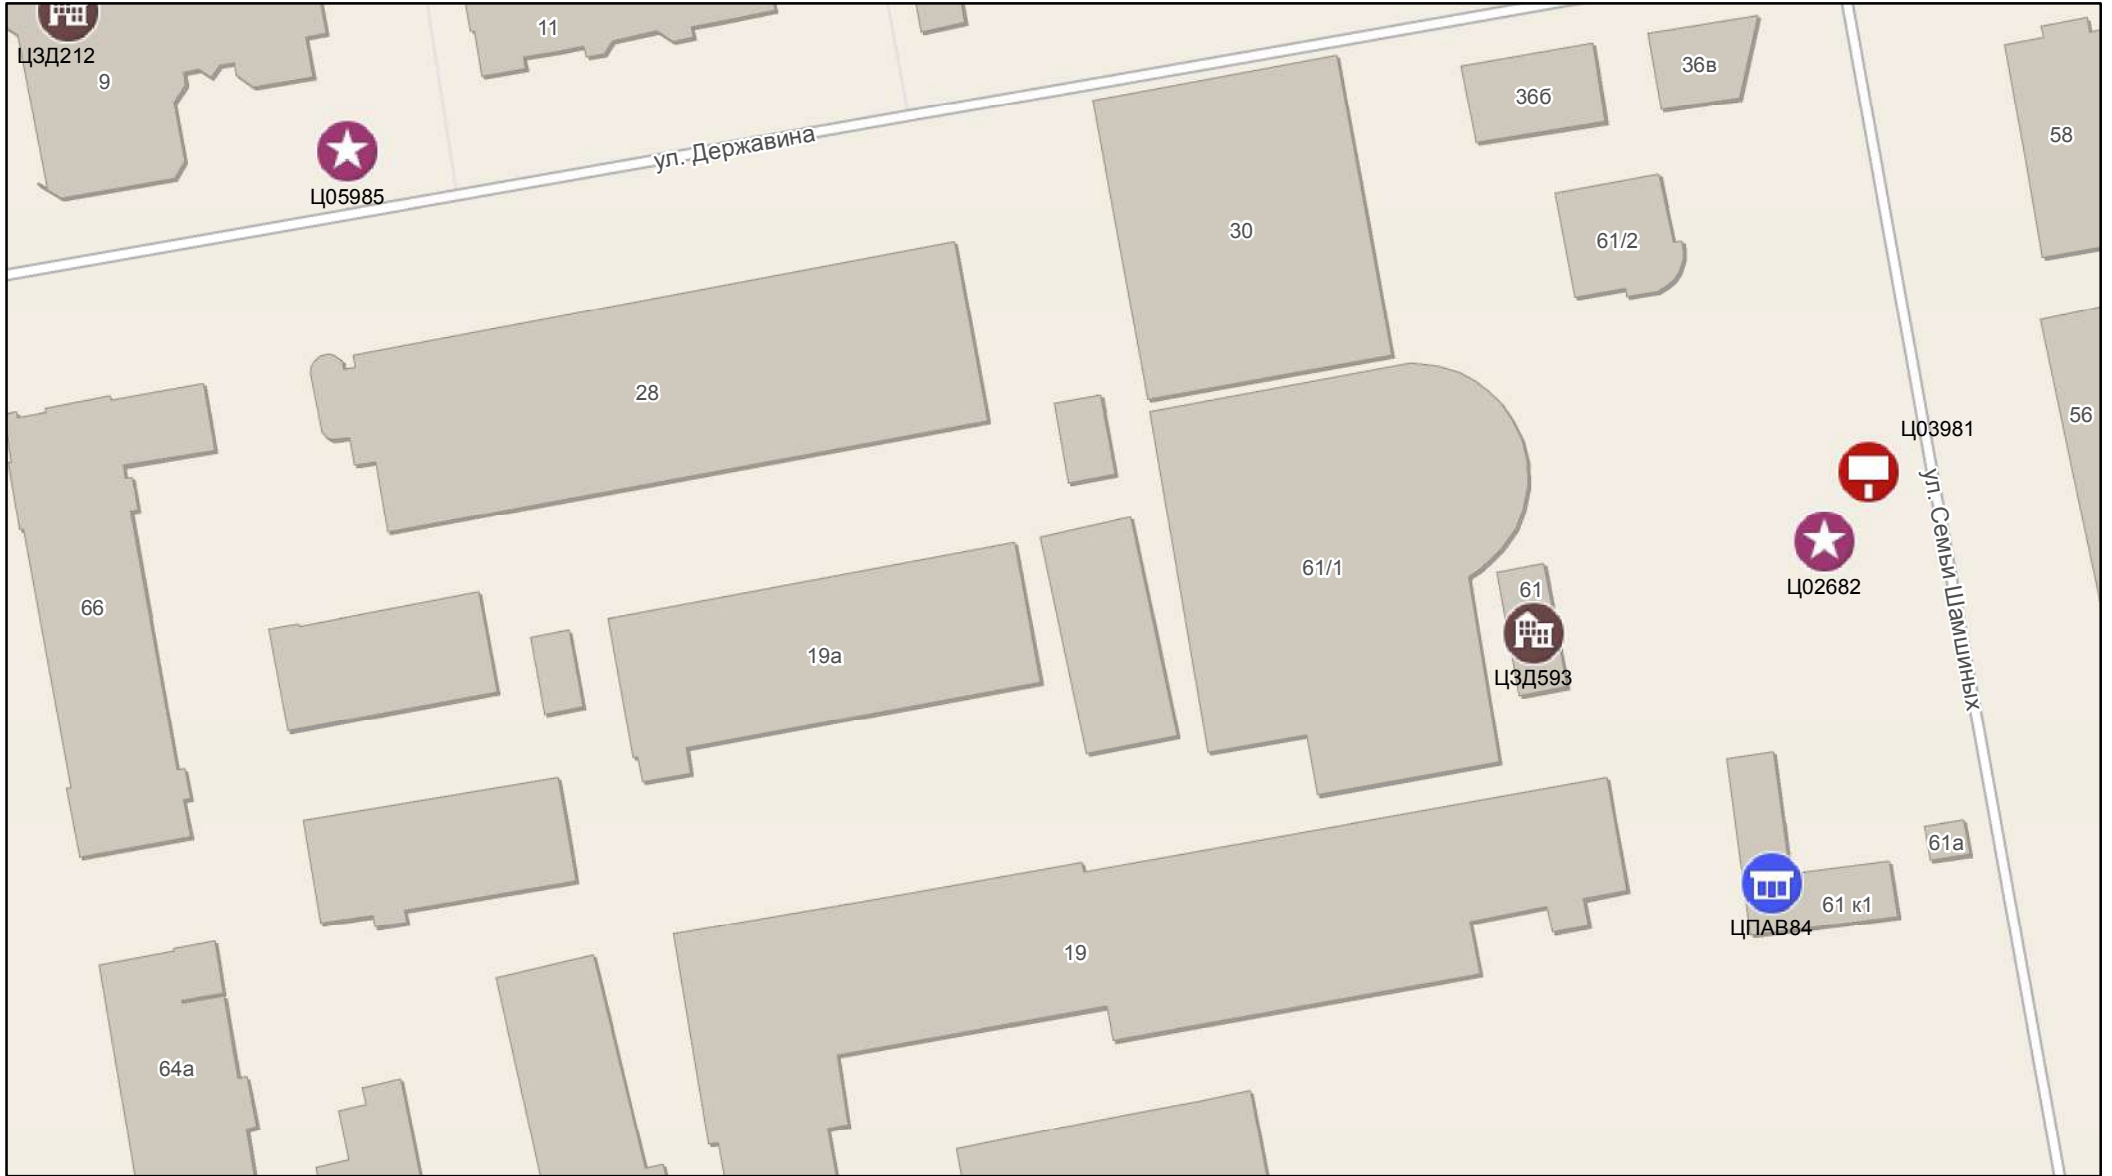 11
ЦЗД212
9
36в
36б
58
ул. Державина
Ц05985
30
61/2
28
56
Ц03981
ул. Семьи Шамшиных
61/1
Ц02682
61
66
19а
ЦЗД593
61а
61 к1
ЦПАВ84
19
64а